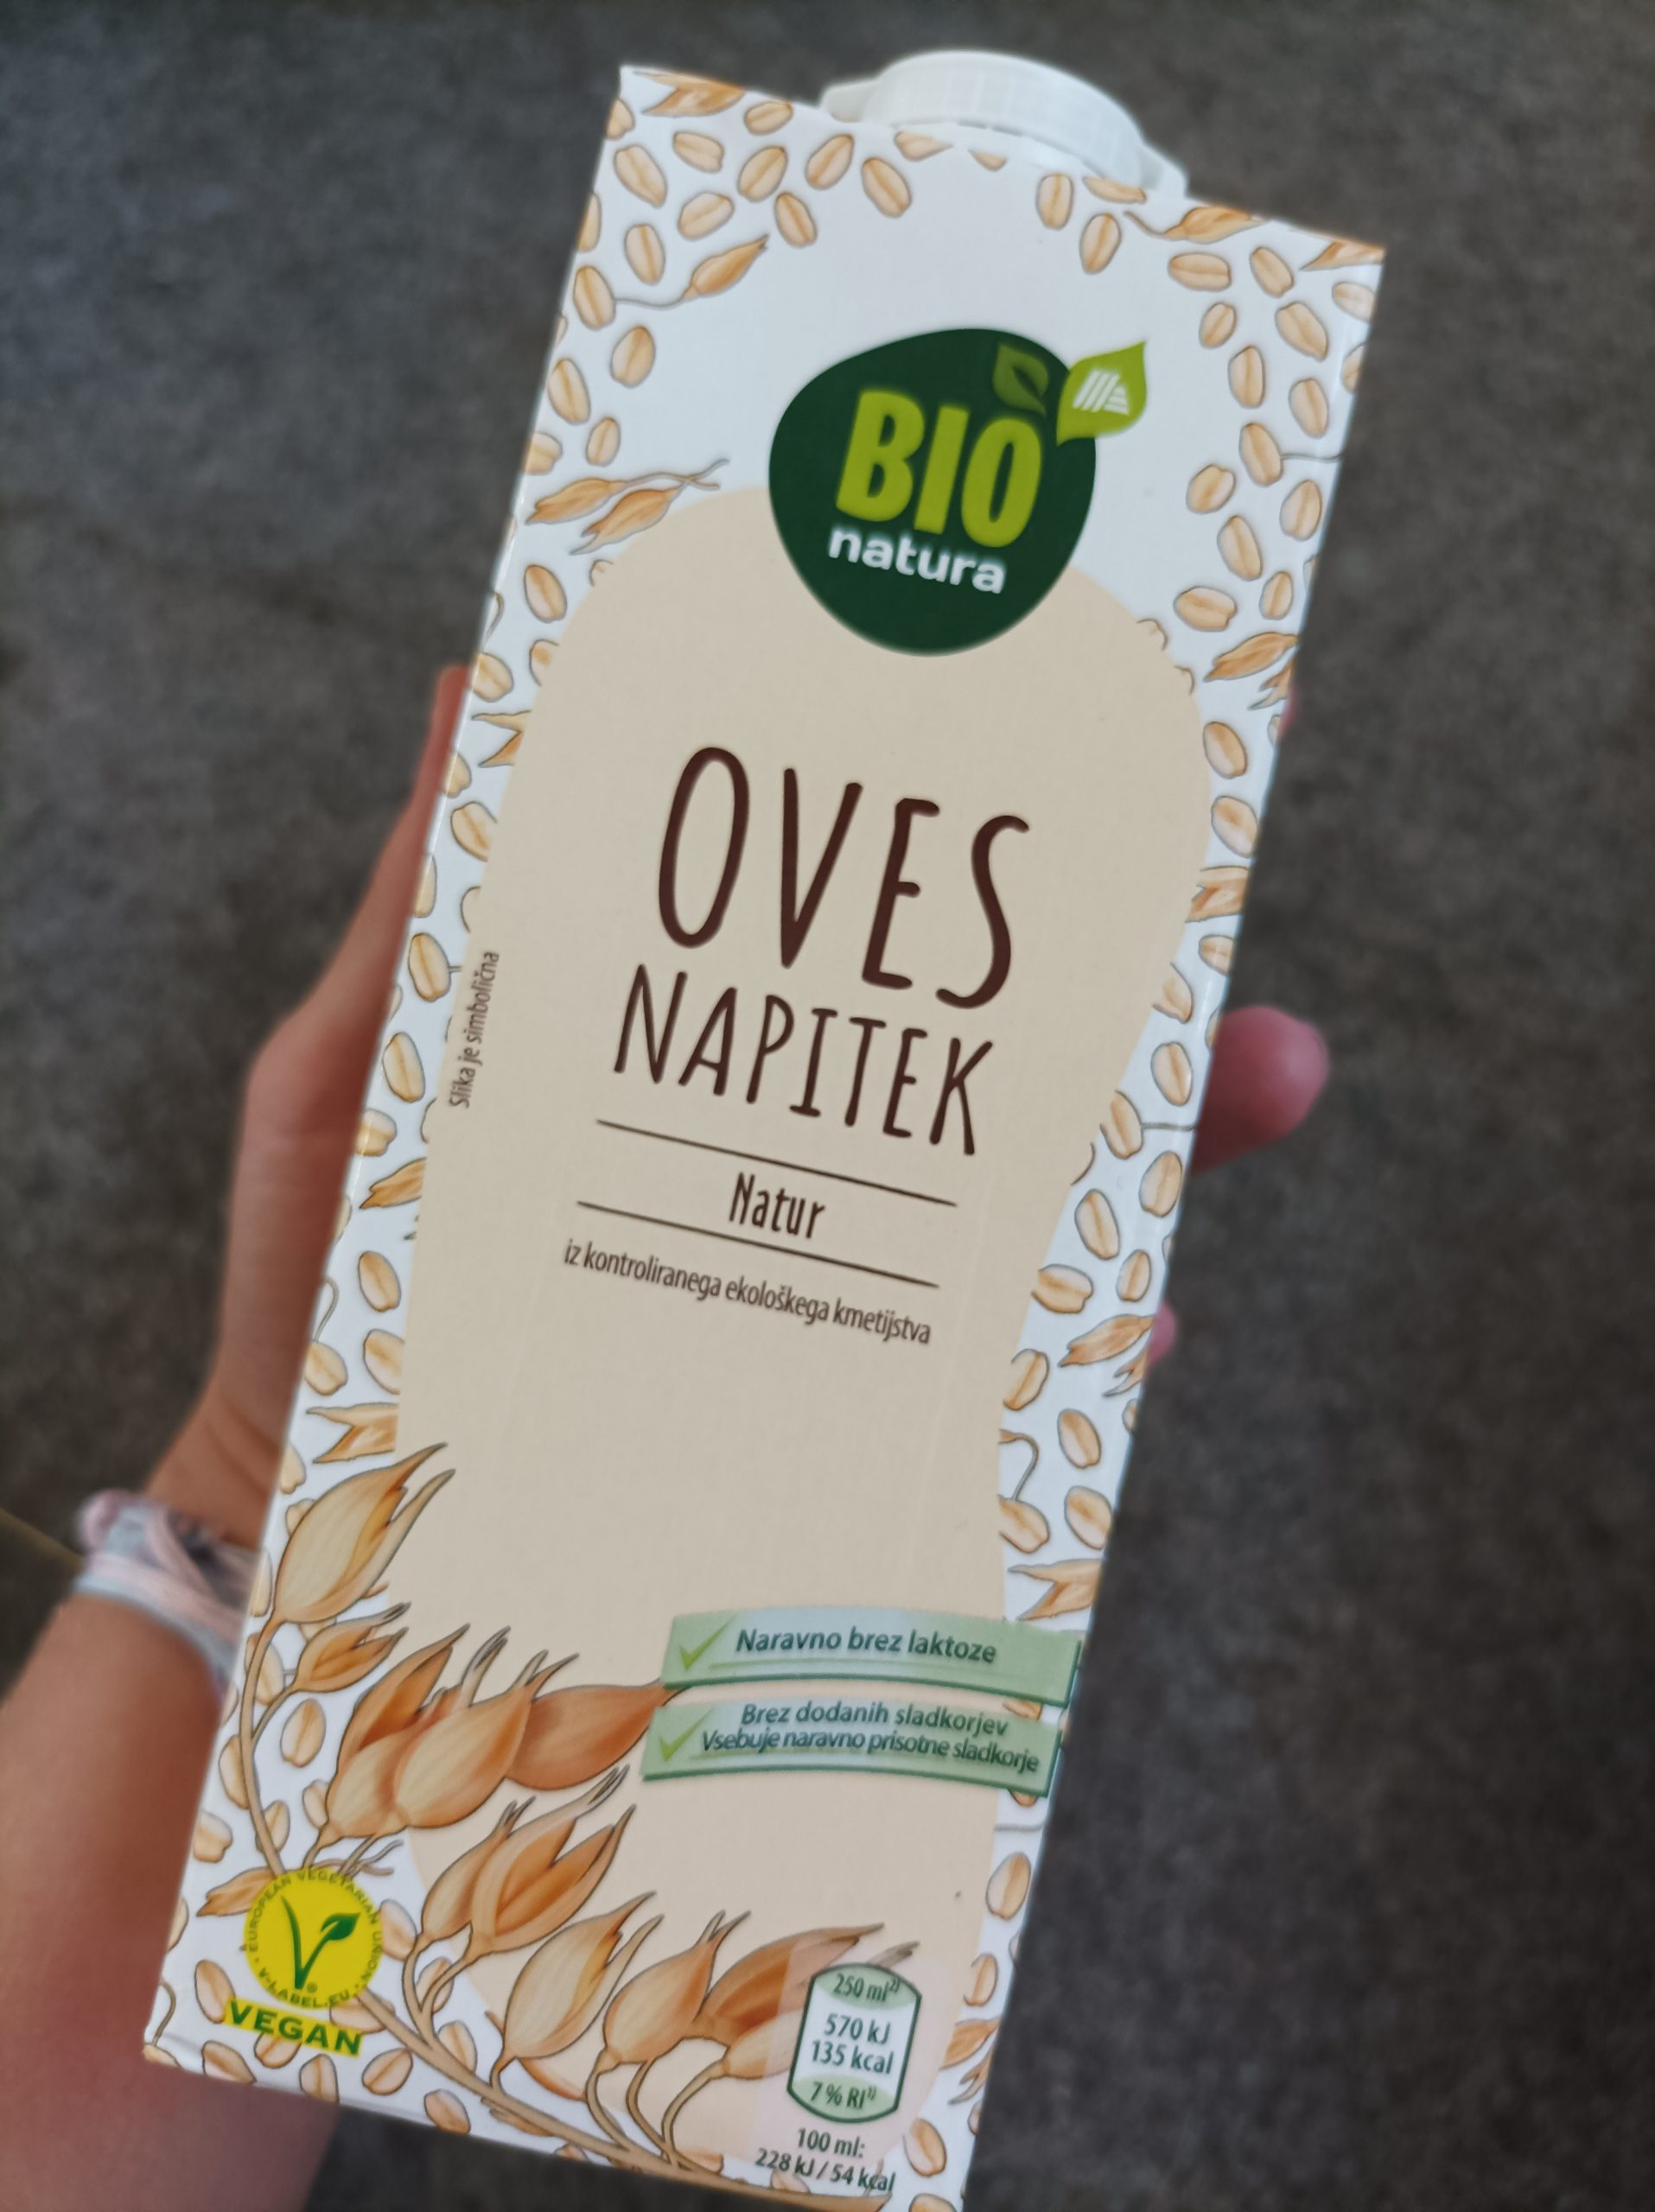 BIO
natura
OVES
NAPITEK
Natur
iz kontroliranega ekološkega kmetijstva
Slika je simbolična
Naravno brez laktoze
Brez dodanih sladkorjev
Vsebuje naravno prisotne sladkorje
EUROPEAN VEGETARIAN UNION
V-LABEL.EU
VEGAN
250 ml²⁾
570 kJ
135 kcal
7 % RI¹⁾
100 ml:
228 kJ / 54 kcal